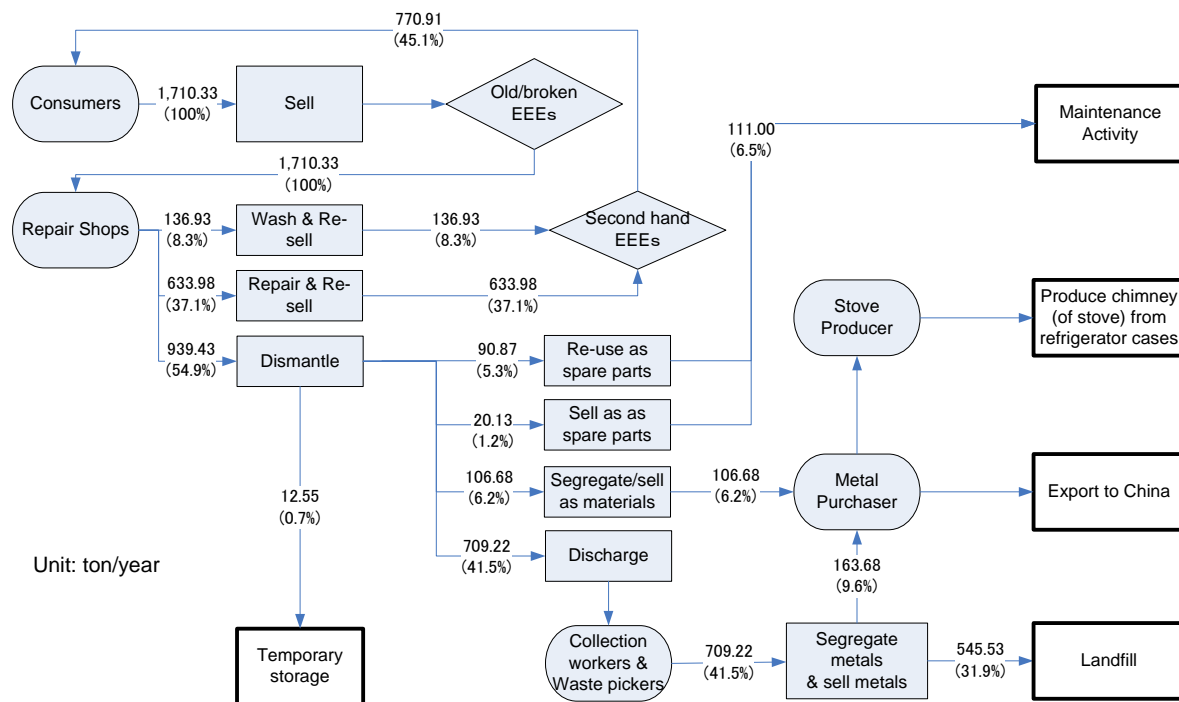 770.91
(45.1%)
Consumers
1,710.33
(100%)
Sell
Old/broken
EEEs
111.00
(6.5%)
Maintenance
Activity
1,710.33
(100%)
Repair Shops
136.93
(8.3%)
Wash & Re-
sell
136.93
(8.3%)
Second hand
EEEs
633.98
(37.1%)
Repair & Re-
sell
633.98
(37.1%)
Stove
Producer
Produce chimney
(of stove) from
refrigerator cases
939.43
(54.9%)
Dismantle
90.87
(5.3%)
Re-use as
spare parts
20.13
(1.2%)
Sell as as
spare parts
106.68
(6.2%)
Segregate/sell
as materials
106.68
(6.2%)
Metal
Purchaser
Export to China
12.55
(0.7%)
709.22
(41.5%)
Discharge
163.68
(9.6%)
Unit: ton/year
Temporary
storage
Collection
workers &
Waste pickers
709.22
(41.5%)
Segregate
metals
& sell metals
545.53
(31.9%)
Landfill